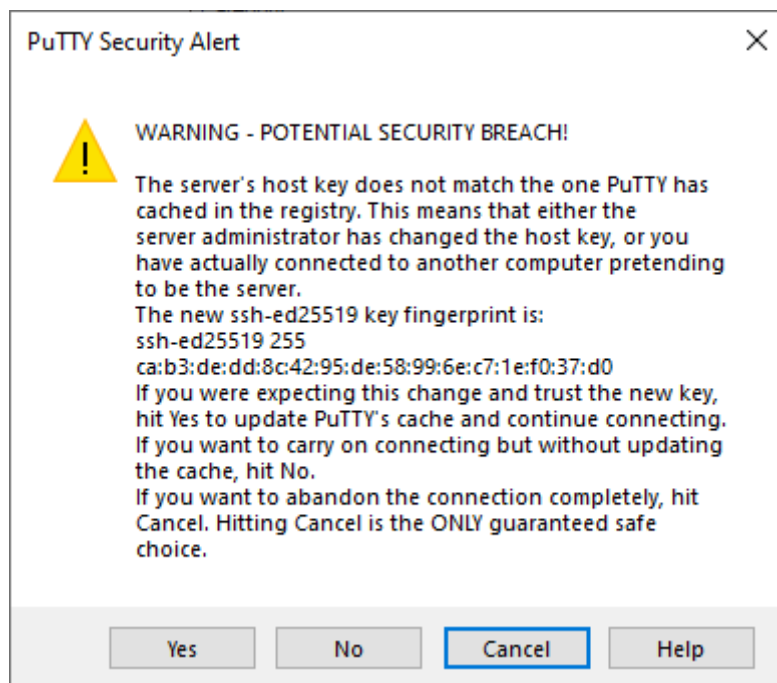 PuTTY Security Alert
WARNING - POTENTIAL SECURITY BREACH!
The server's host key does not match the one PuTTY has
cached in the registry. This means that either the
server administrator has changed the host key, or you
have actually connected to another computer pretending
to be the server.
The new ssh-ed25519 key fingerprint is:
ssh-ed25519 255
ca:b3:de:dd:8c:42:95:de:58:99:6e:c7:1e:f0:37:d0
If you were expecting this change and trust the new key,
hit Yes to update PuTTY's cache and continue connecting.
If you want to carry on connecting but without updating
the cache, hit No.
If you want to abandon the connection completely, hit
Cancel. Hitting Cancel is the ONLY guaranteed safe
choice.
Yes No Cancel Help